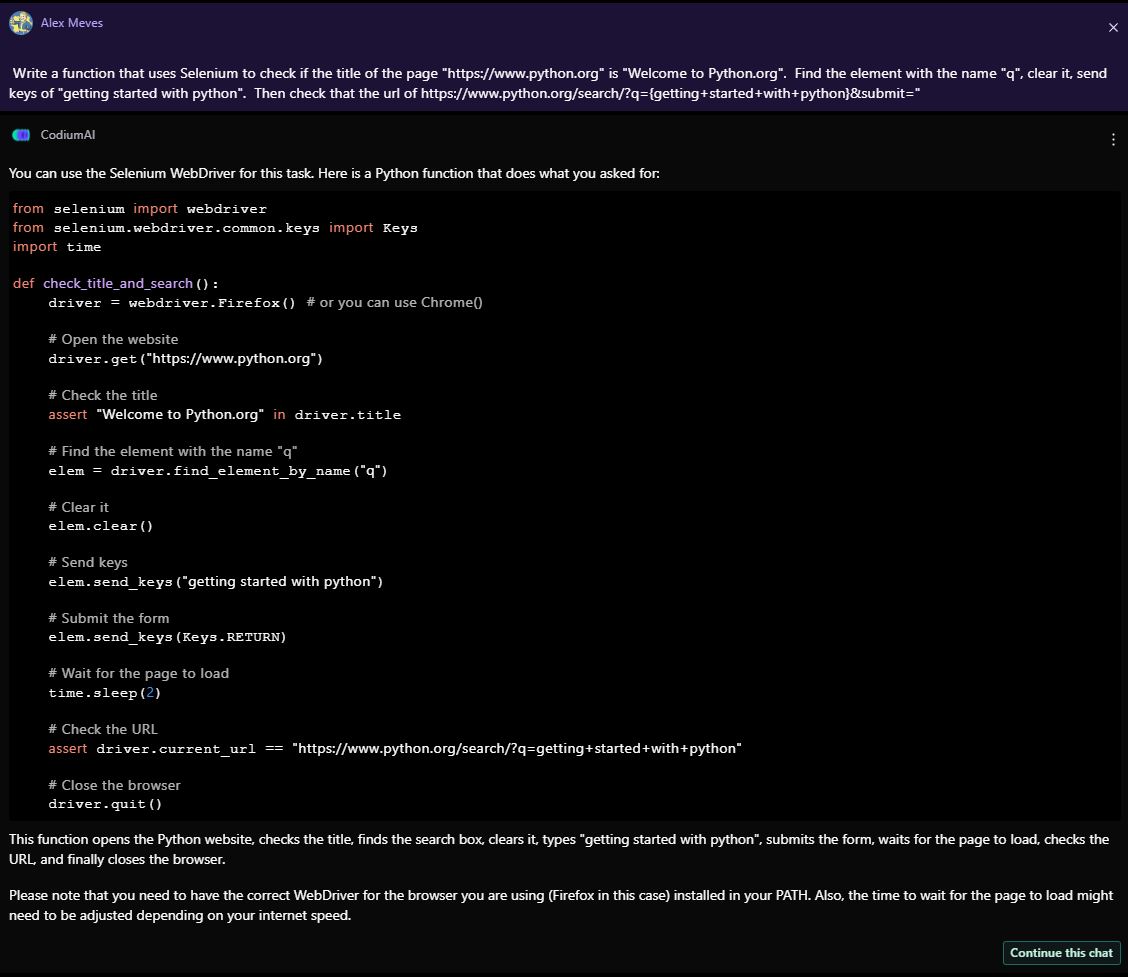 Alex Meves
Write a function that uses Selenium to check if the title of the page "https://www.python.org" is "Welcome to Python.org".  Find the element with the name "q", clear it, send
keys of "getting started with python".  Then check that the url of https://www.python.org/search/?q={getting+started+with+python}&submit="
CodiumAI
You can use the Selenium WebDriver for this task. Here is a Python function that does what you asked for:
from selenium import webdriver
from selenium.webdriver.common.keys import Keys
import time
def check_title_and_search():
    driver = webdriver.Firefox()  # or you can use Chrome()
    # Open the website
    driver.get("https://www.python.org")
    # Check the title
    assert "Welcome to Python.org" in driver.title
    # Find the element with the name "q"
    elem = driver.find_element_by_name("q")
    # Clear it
    elem.clear()
    # Send keys
    elem.send_keys("getting started with python")
    # Submit the form
    elem.send_keys(Keys.RETURN)
    # Wait for the page to load
    time.sleep(2)
    # Check the URL
    assert driver.current_url == "https://www.python.org/search/?q=getting+started+with+python"
    # Close the browser
    driver.quit()
This function opens the Python website, checks the title, finds the search box, clears it, types "getting started with python", submits the form, waits for the page to load, checks the
URL, and finally closes the browser.
Please note that you need to have the correct WebDriver for the browser you are using (Firefox in this case) installed in your PATH. Also, the time to wait for the page to load might
need to be adjusted depending on your internet speed.
Continue this chat